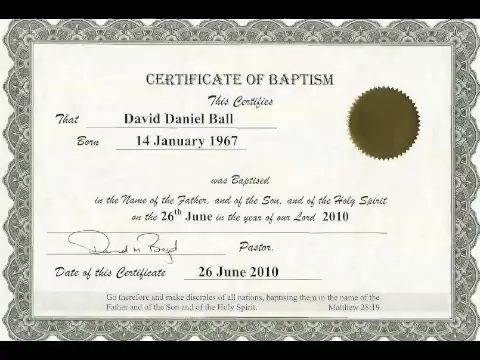 CERTIFICATE OF BAPTISM
This Certifies
That David Daniel Ball
Born 14 January 1967
was Baptised
in the Name of the Father, and of the Son, and of the Holy Spirit
on the 26th June in the year of our Lord 2010
Pastor.
Date of this Certificate 26 June 2010
Go therefore and make disciples of all nations, baptising them in the name of the
Father and of the Son and of the Holy Spirit. Matthew 28:19